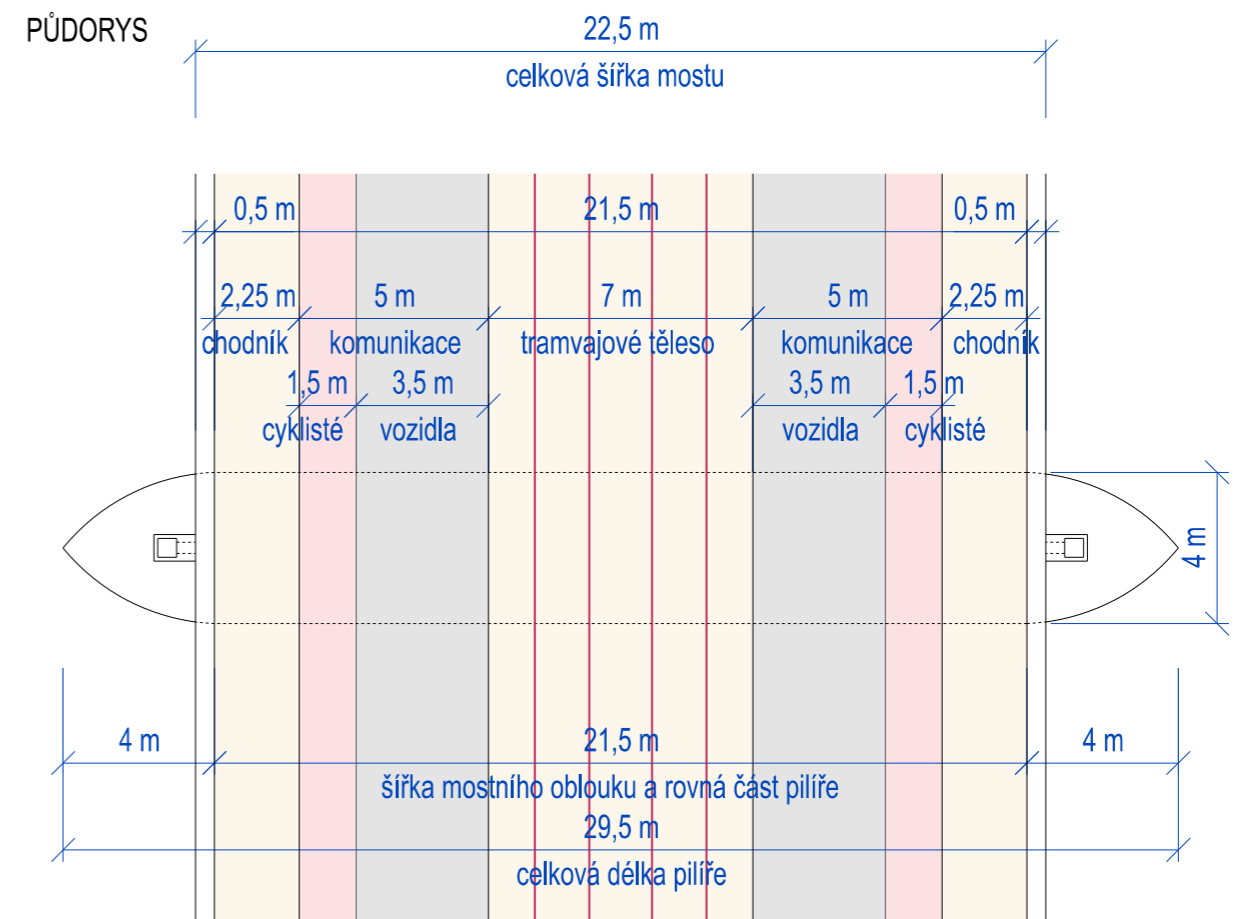 PŮDORYS
22,5 m
celková šířka mostu
0,5 m 21,5 m 0,5 m
2,25 m 5 m 7 m 5 m 2,25 m
chodník komunikace tramvajové těleso komunikace chodník
1,5 m 3,5 m 3,5 m 1,5 m
cyklisté vozidla vozidla cyklisté
4 m
4 m 21,5 m 4 m
šířka mostního oblouku a rovná část pilíře
29,5 m
celková délka pilíře